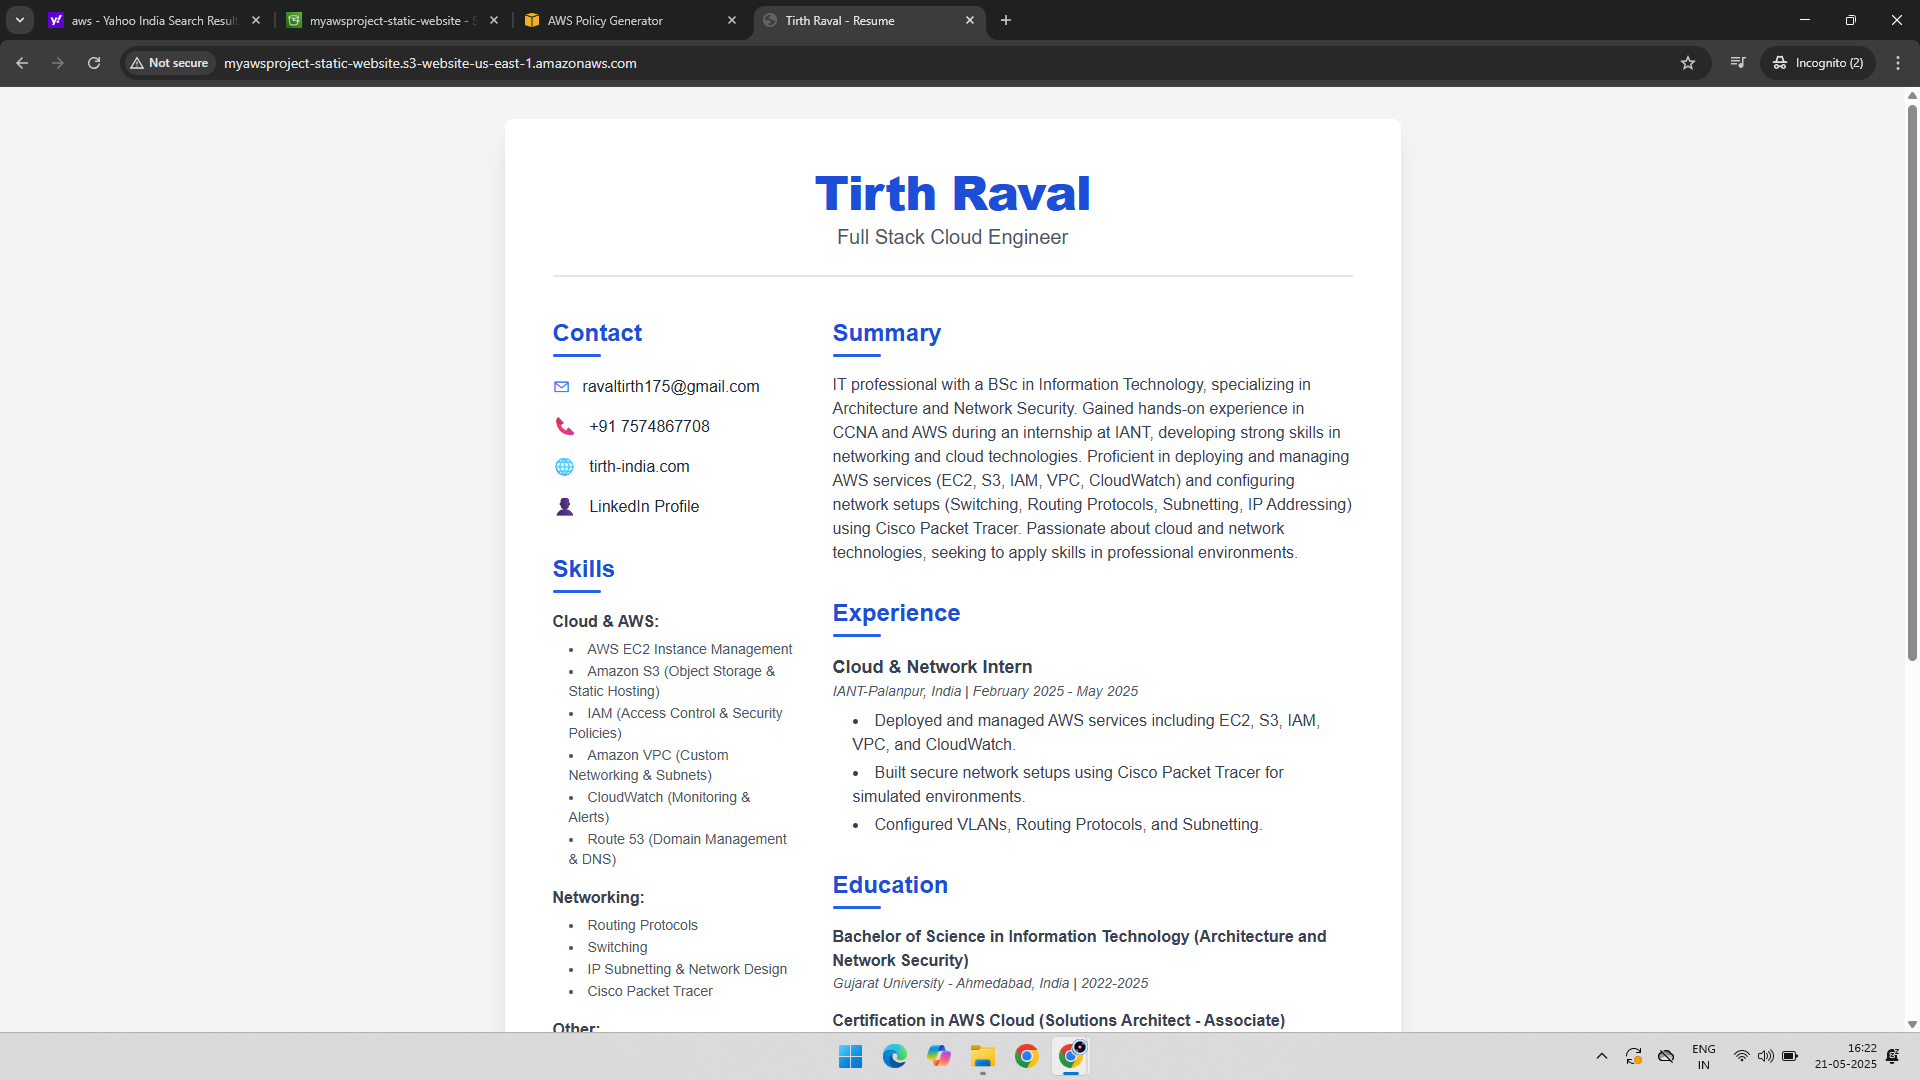 aws - Yahoo India Search Result
myawsproject-static-website - S
AWS Policy Generator
Tirth Raval - Resume
Not secure
myawsproject-static-website.s3-website-us-east-1.amazonaws.com
Incognito (2)
Tirth Raval
Full Stack Cloud Engineer
Contact
ravaltirth175@gmail.com
+91 7574867708
tirth-india.com
LinkedIn Profile
Skills
Cloud & AWS:
• AWS EC2 Instance Management
• Amazon S3 (Object Storage &
Static Hosting)
• IAM (Access Control & Security
Policies)
• Amazon VPC (Custom
Networking & Subnets)
• CloudWatch (Monitoring &
Alerts)
• Route 53 (Domain Management
& DNS)
Networking:
• Routing Protocols
• Switching
• IP Subnetting & Network Design
• Cisco Packet Tracer
Other:
Summary
IT professional with a BSc in Information Technology, specializing in
Architecture and Network Security. Gained hands-on experience in
CCNA and AWS during an internship at IANT, developing strong skills in
networking and cloud technologies. Proficient in deploying and managing
AWS services (EC2, S3, IAM, VPC, CloudWatch) and configuring
network setups (Switching, Routing Protocols, Subnetting, IP Addressing)
using Cisco Packet Tracer. Passionate about cloud and network
technologies, seeking to apply skills in professional environments.
Experience
Cloud & Network Intern
IANT-Palanpur, India | February 2025 - May 2025
• Deployed and managed AWS services including EC2, S3, IAM,
VPC, and CloudWatch.
• Built secure network setups using Cisco Packet Tracer for
simulated environments.
• Configured VLANs, Routing Protocols, and Subnetting.
Education
Bachelor of Science in Information Technology (Architecture and
Network Security)
Gujarat University - Ahmedabad, India | 2022-2025
Certification in AWS Cloud (Solutions Architect - Associate)
ENG
IN
16:22
21-05-2025